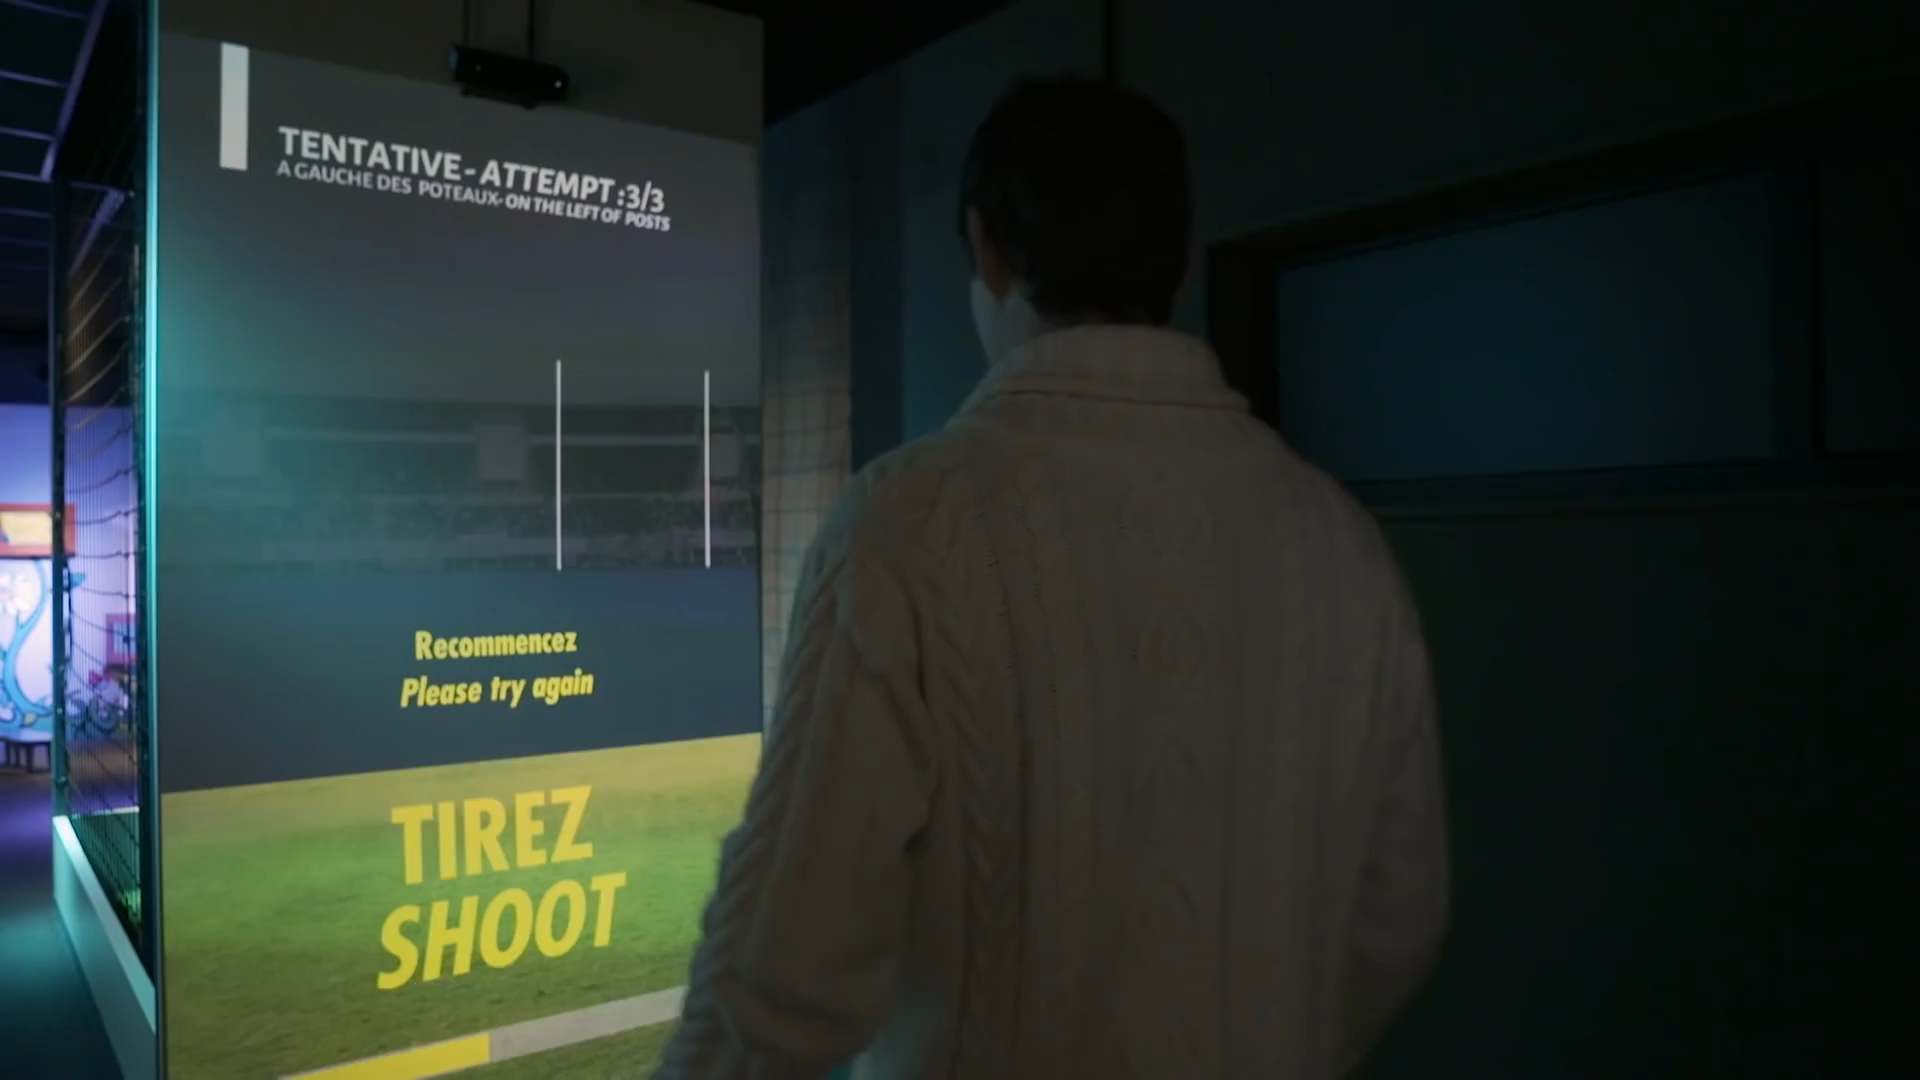 TENTATIVE - ATTEMPT : 3/3
A GAUCHE DES POTEAUX - ON THE LEFT OF POSTS
Recommencez
Please try again
TIREZ
SHOOT